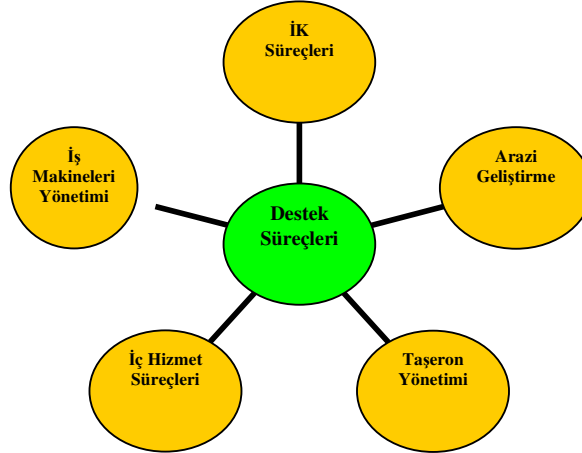 İK
Süreçleri
İş
Makineleri
Yönetimi
Arazi
Geliştirme
Destek
Süreçleri
İç Hizmet
Süreçleri
Taşeron
Yönetimi